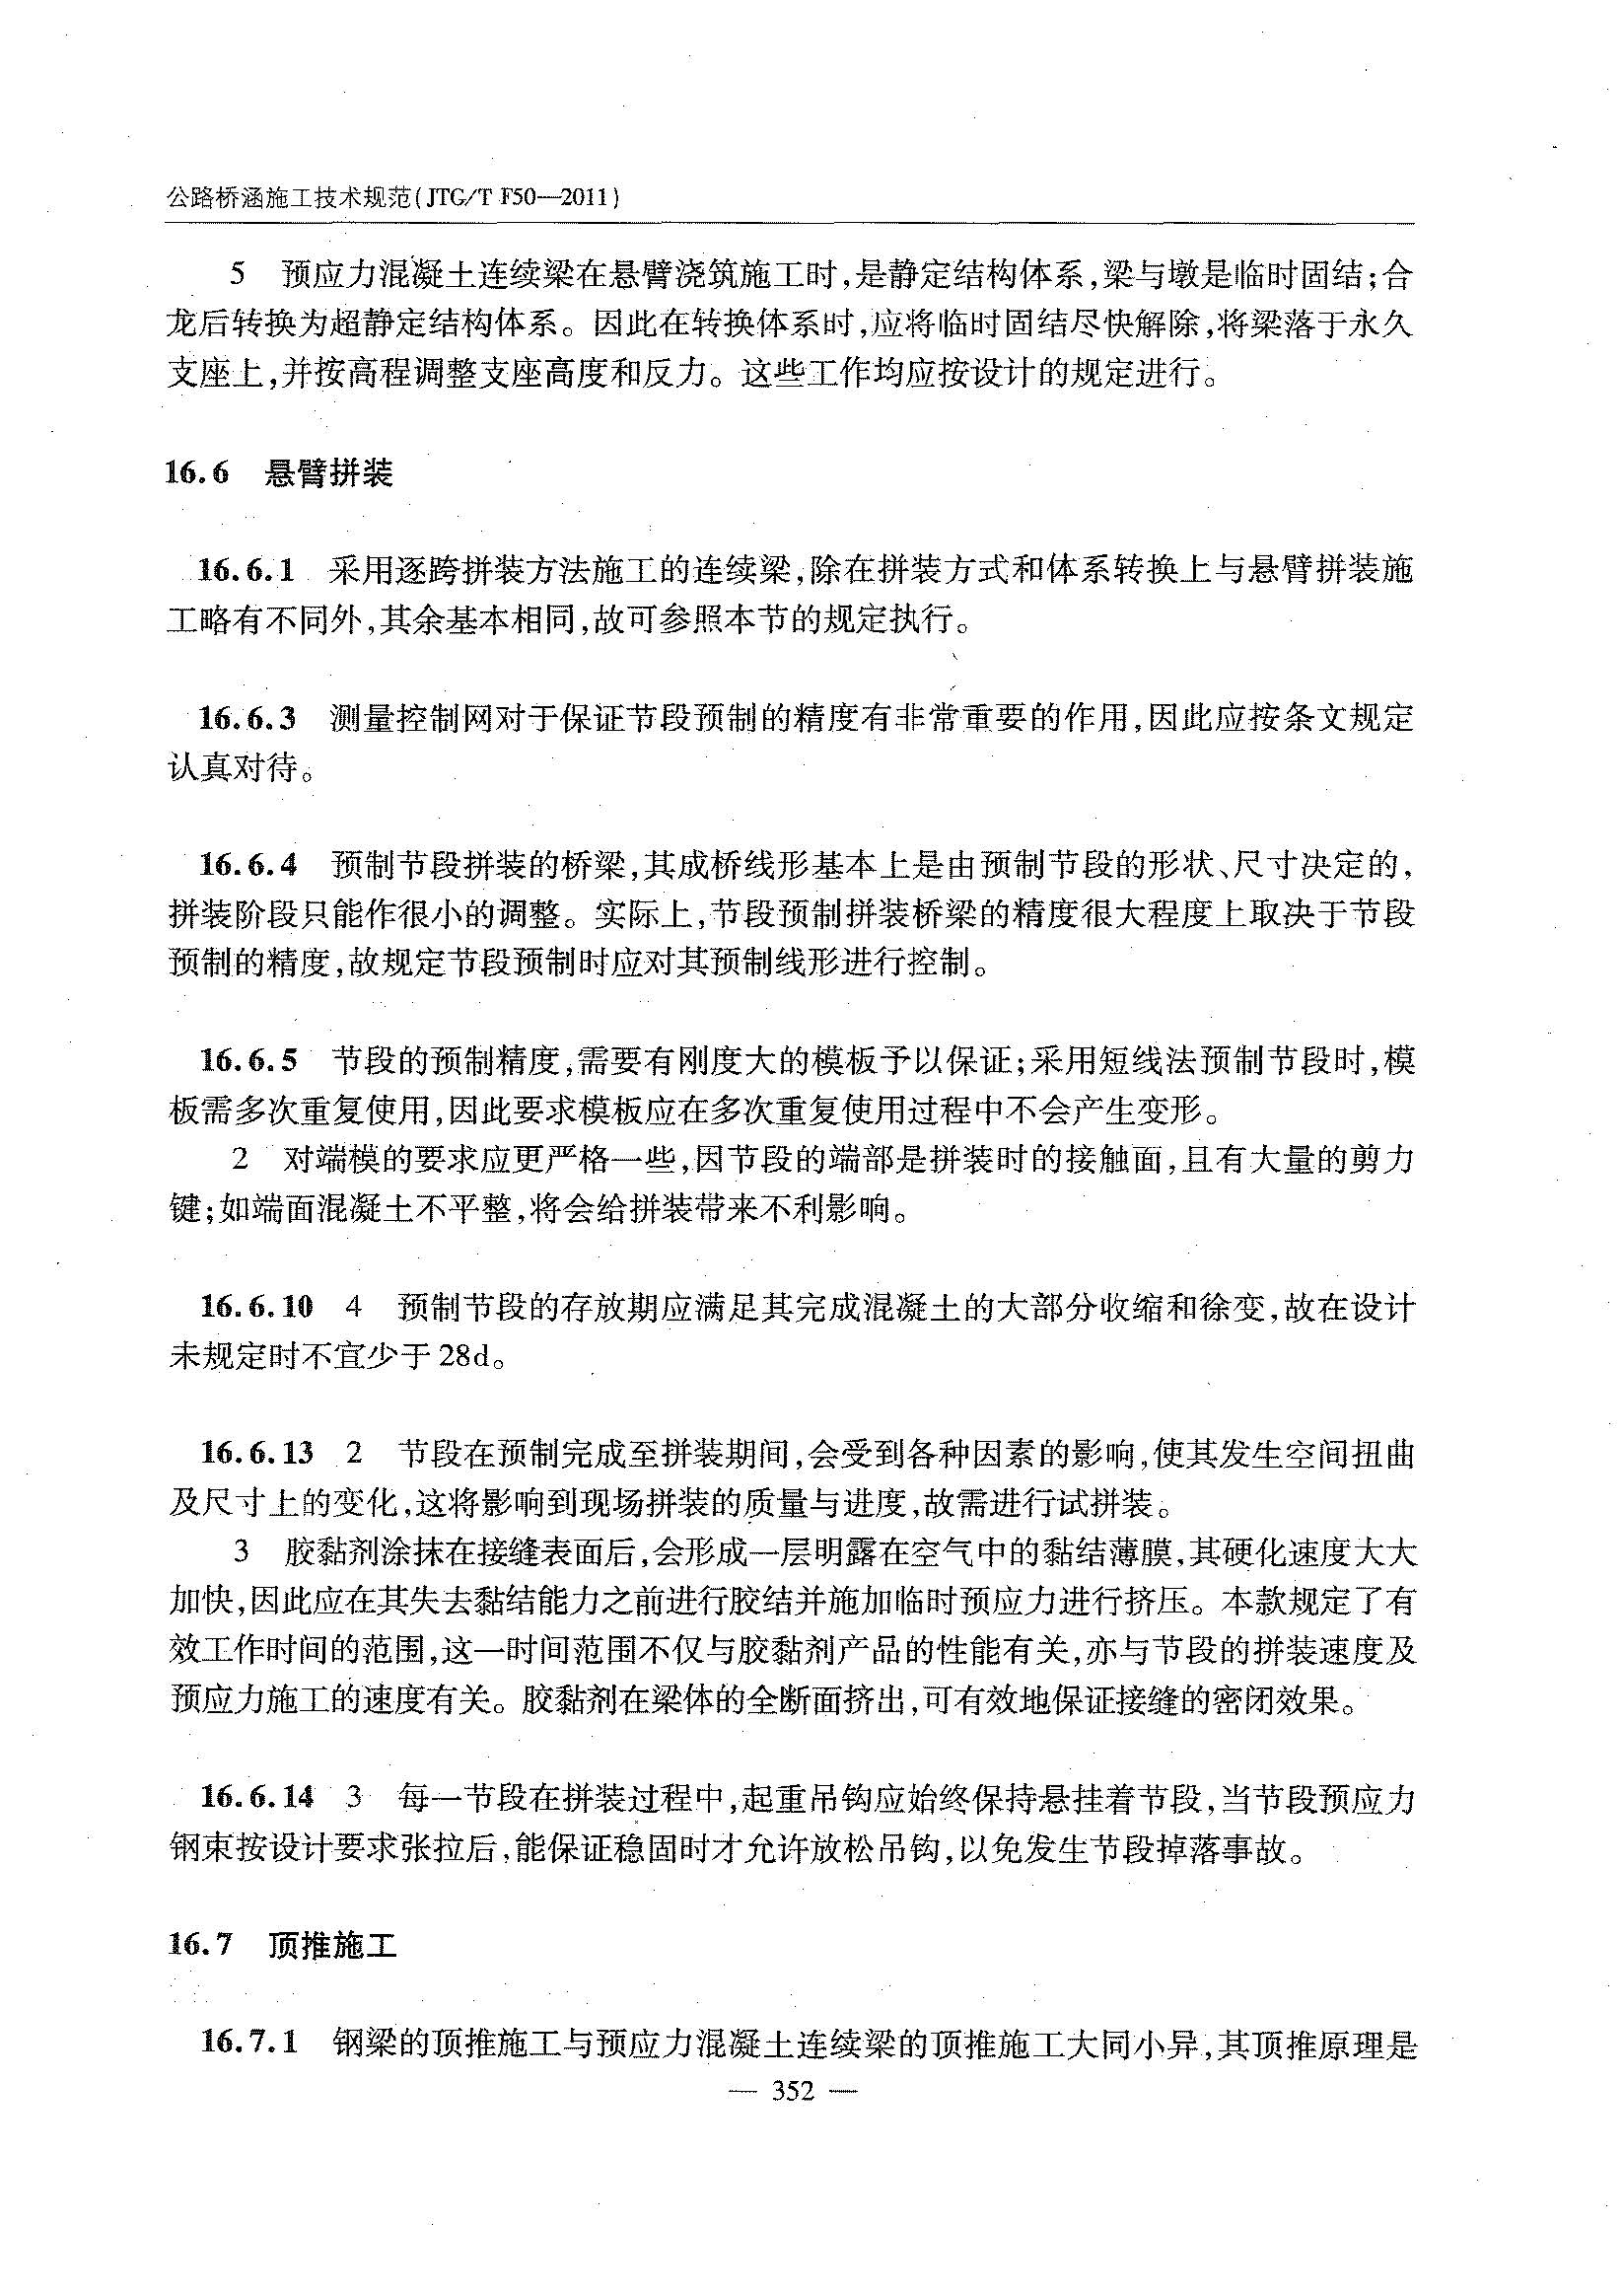 公路桥涵施工技术规范(JTG/T F50—2011)
5 预应力混凝土连续梁在悬臂浇筑施工时,是静定结构体系,梁与墩是临时固结;合
龙后转换为超静定结构体系。因此在转换体系时,应将临时固结尽快解除,将梁落于永久
支座上,并按高程调整支座高度和反力。这些工作均应按设计的规定进行。
16.6 悬臂拼装
16.6.1 采用逐跨拼装方法施工的连续梁,除在拼装方式和体系转换上与悬臂拼装施
工略有不同外,其余基本相同,故可参照本节的规定执行。
16.6.3 测量控制网对于保证节段预制的精度有非常重要的作用,因此应按条文规定
认真对待。
16.6.4 预制节段拼装的桥梁,其成桥线形基本上是由预制节段的形状、尺寸决定的,
拼装阶段只能作很小的调整。实际上,节段预制拼装桥梁的精度很大程度上取决于节段
预制的精度,故规定节段预制时应对其预制线形进行控制。
16.6.5 节段的预制精度,需要有刚度大的模板予以保证;采用短线法预制节段时,模
板需多次重复使用,因此要求模板应在多次重复使用过程中不会产生变形。
2 对端模的要求应更严格一些,因节段的端部是拼装时的接触面,且有大量的剪力
键;如端面混凝土不平整,将会给拼装带来不利影响。
16.6.10 4 预制节段的存放期应满足其完成混凝土的大部分收缩和徐变,故在设计
未规定时不宜少于28d。
16.6.13 2 节段在预制完成至拼装期间,会受到各种因素的影响,使其发生空间扭曲
及尺寸上的变化,这将影响到现场拼装的质量与进度,故需进行试拼装。
3 胶黏剂涂抹在接缝表面后,会形成一层明露在空气中的黏结薄膜,其硬化速度大大
加快,因此应在其失去黏结能力之前进行胶结并施加临时预应力进行挤压。本款规定了有
效工作时间的范围,这一时间范围不仅与胶黏剂产品的性能有关,亦与节段的拼装速度及
预应力施工的速度有关。胶黏剂在梁体的全断面挤出,可有效地保证接缝的密闭效果。
16.6.14 3 每一节段在拼装过程中,起重吊钩应始终保持悬挂着节段,当节段预应力
钢束按设计要求张拉后,能保证稳固时才允许放松吊钩,以免发生节段掉落事故。
16.7 顶推施工
16.7.1 钢梁的顶推施工与预应力混凝土连续梁的顶推施工大同小异,其顶推原理是
— 352 —